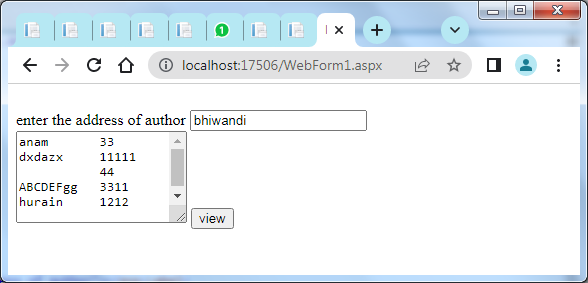 1
localhost:17506/WebForm1.aspx
enter the address of author bhiwandi
anam 33
dxdazx 11111
44
ABCDEFgg 3311
hurain 1212
view